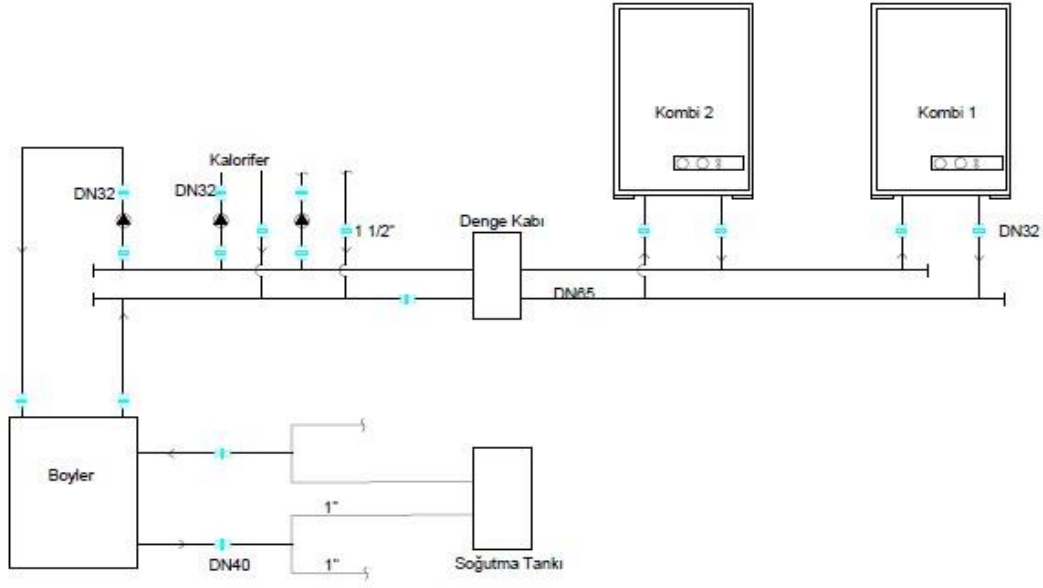 Kombi 2
Kombi 1
Kalorifer
DN32
DN32
1 1/2"
Denge Kabı
DN32
DN65
Boyler
1"
DN40
1"
Soğutma Tankı